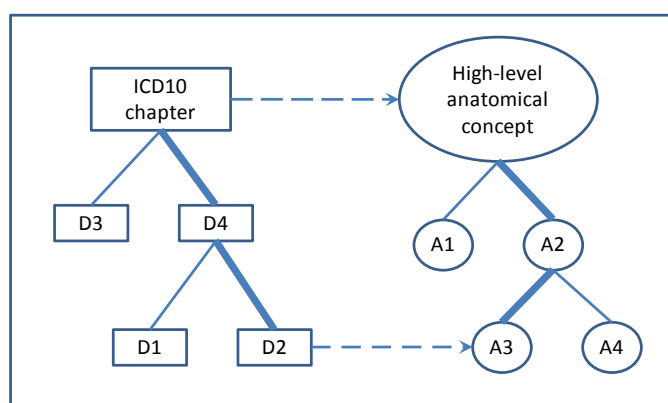 ICD10
chapter
High-level
anatomical
concept
D3
D4
A1
A2
D1
D2
A3
A4